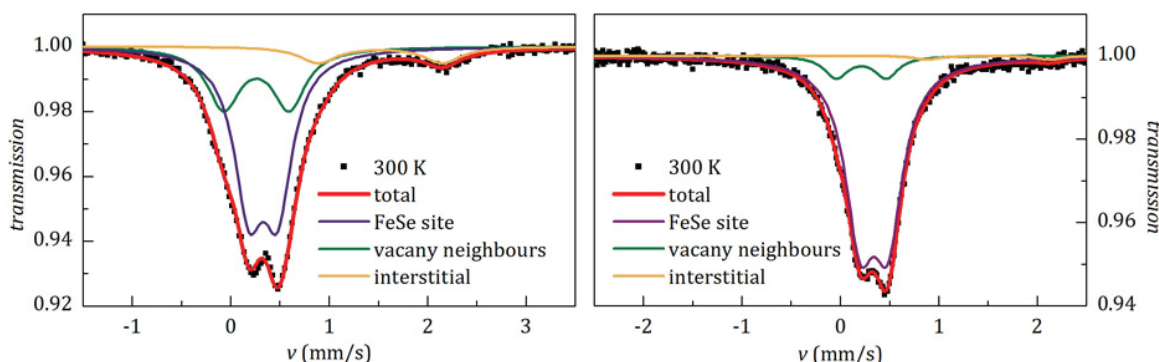 1.00
0.98
0.96
0.94
0.92
transmission
300 K
total
FeSe site
vacany neighbours
interstitial
-1
0
1
2
3
v (mm/s)
300 K
total
FeSe site
vacany neighbours
interstitial
1.00
0.98
0.96
0.94
transmission
-2
-1
0
1
2
v (mm/s)